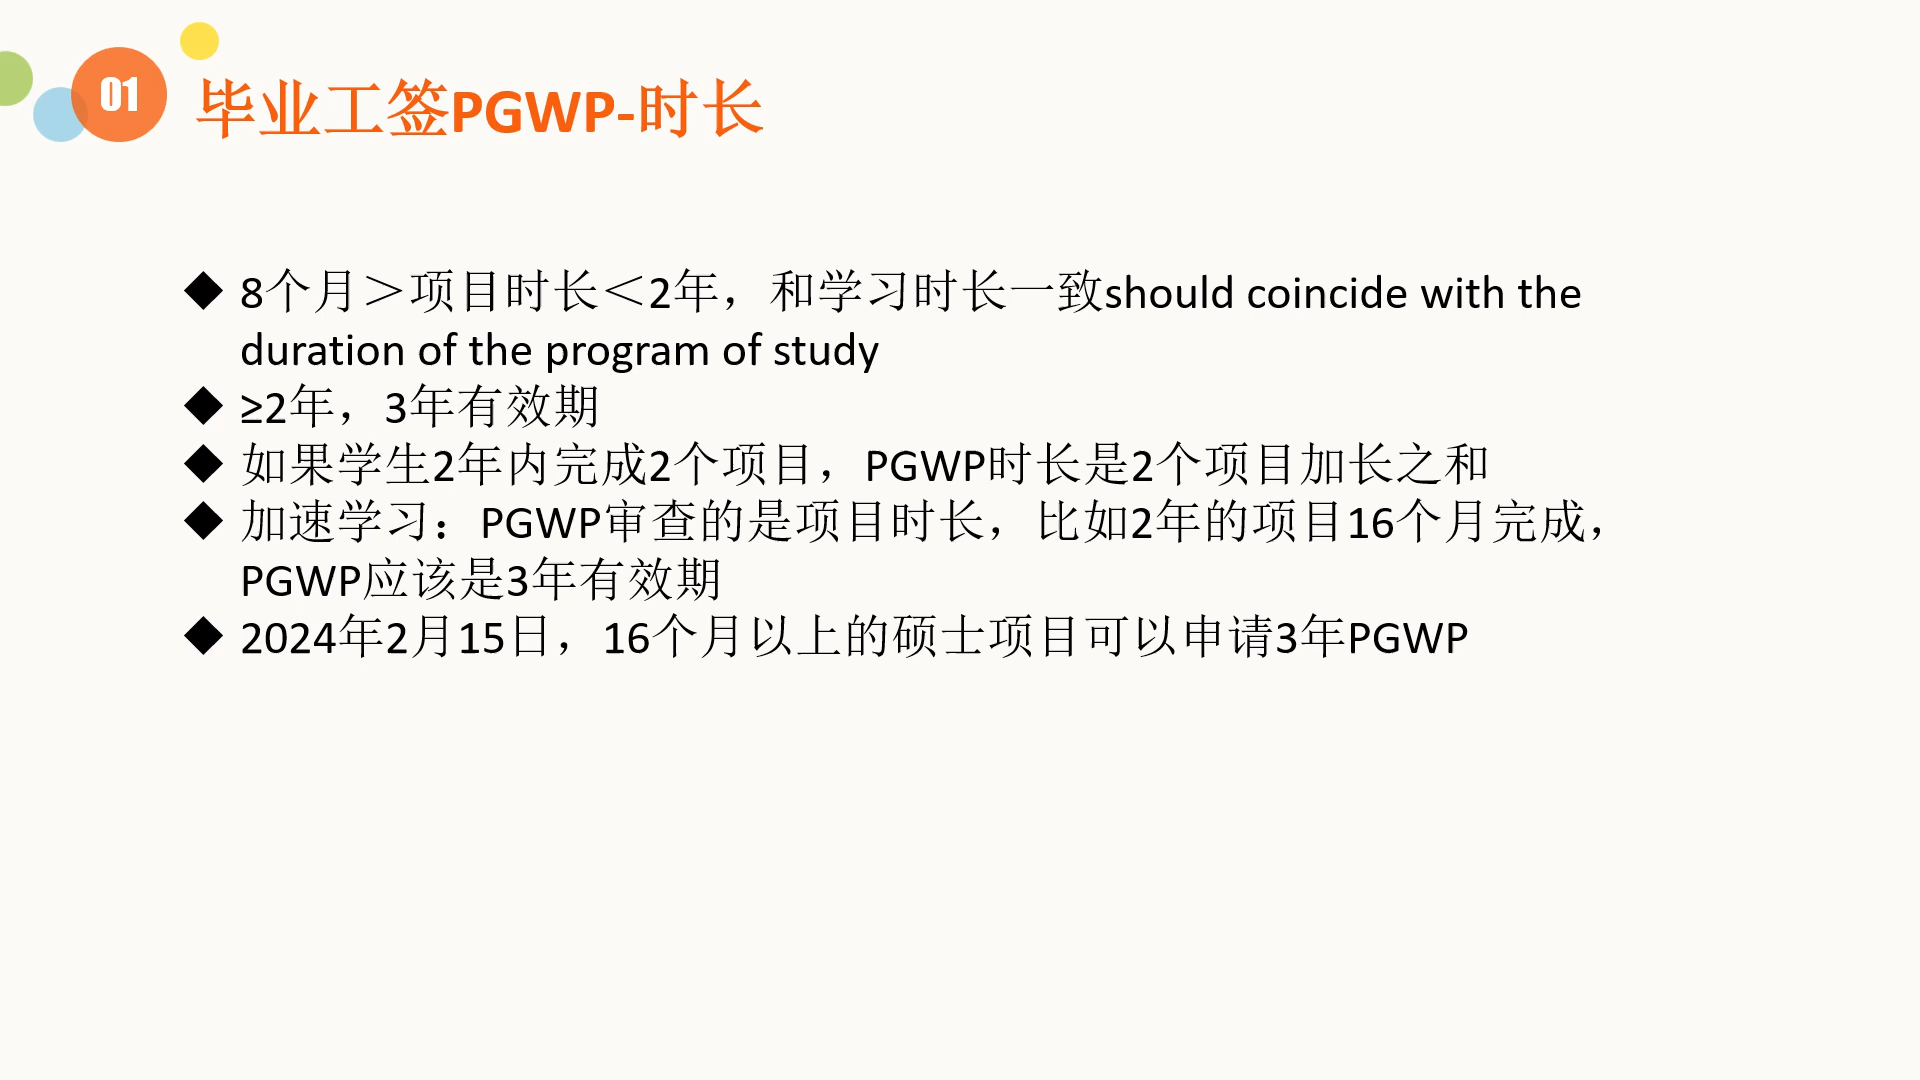 01
毕业工签PGWP-时长
◆ 8个月＞项目时长＜2年，和学习时长一致should coincide with the
duration of the program of study
◆ ≥2年，3年有效期
◆ 如果学生2年内完成2个项目，PGWP时长是2个项目加长之和
◆ 加速学习：PGWP审查的是项目时长，比如2年的项目16个月完成，
PGWP应该是3年有效期
◆ 2024年2月15日，16个月以上的硕士项目可以申请3年PGWP